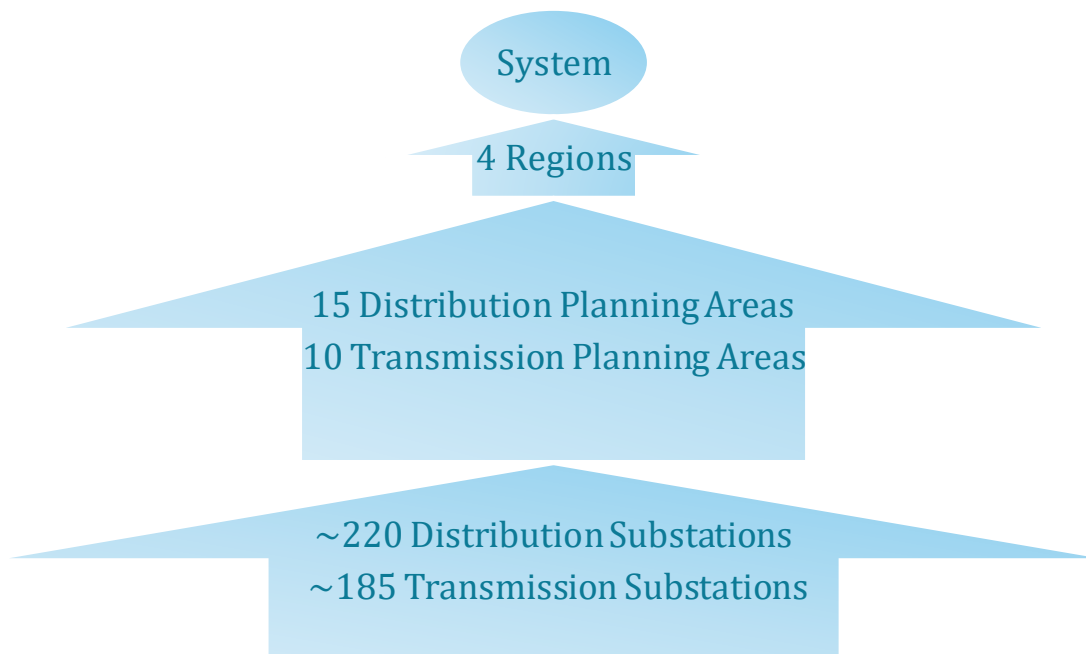 System
4 Regions
15 Distribution Planning Areas
10 Transmission Planning Areas
~220 Distribution Substations
~185 Transmission Substations